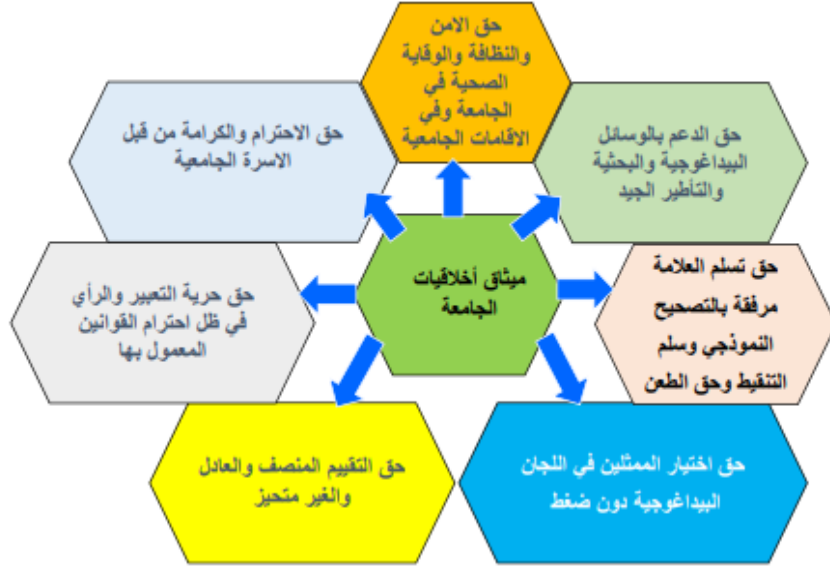 حق الامن
والنظافة والوقاية
الصحية في
الجامعة وفي
الاقامات الجامعية
حق الدعم بالوسائل
البيداغوجية والبحثية
والتأطير الجيد
حق الاحترام والكرامة من قبل
الاسرة الجامعية
ميثاق أخلاقيات
الجامعة
حق تسلم العلامة
مرفقة بالتصحيح
النموذجي وسلم
التنقيط وحق الطعن
حق حرية التعبير والرأي
في ظل احترام القوانين
المعمول بها
حق اختيار الممثلين في اللجان
البيداغوجية دون ضغط
حق التقييم المنصف والعادل
والغير متحيز